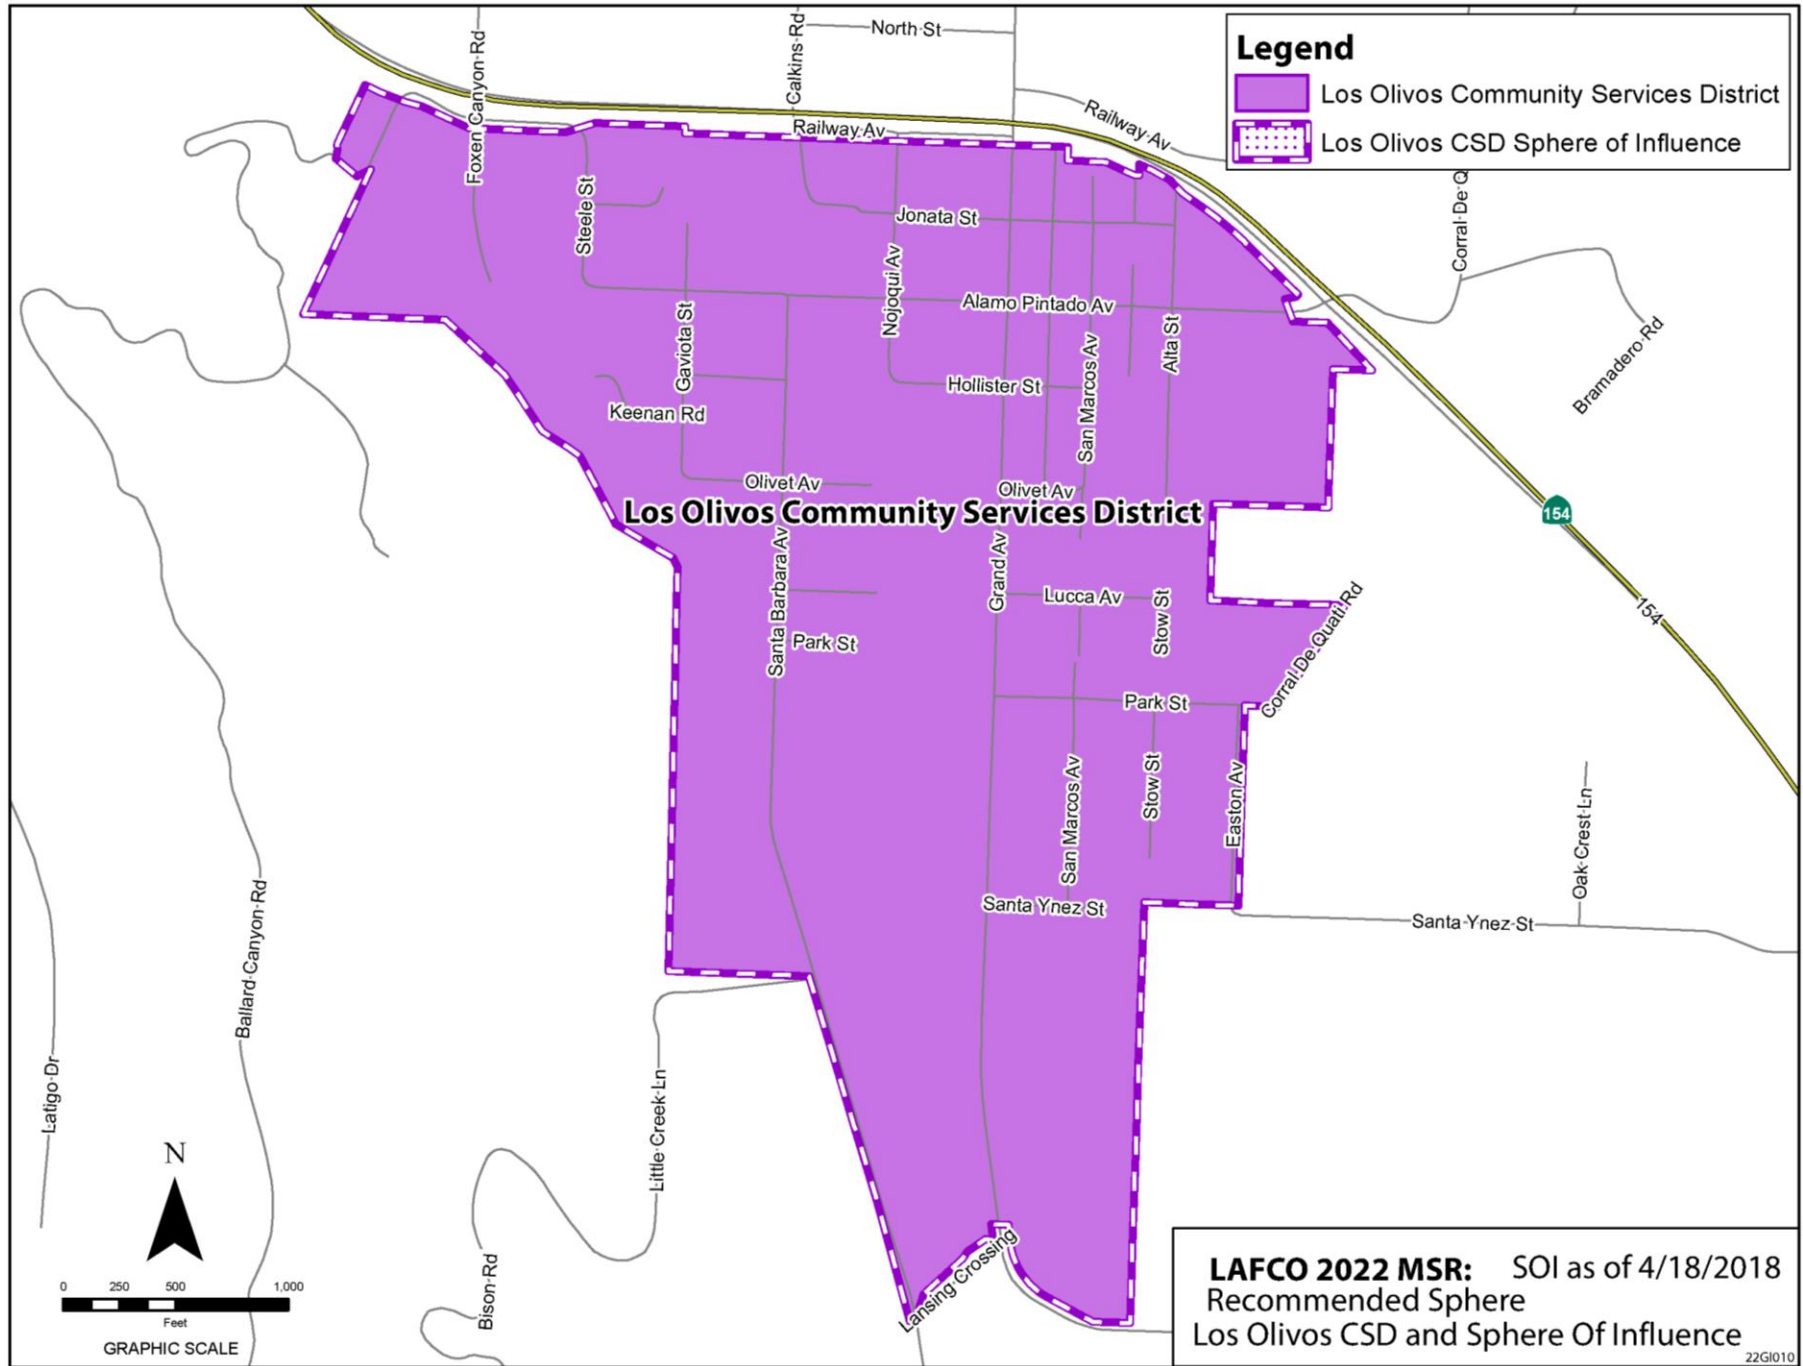 North St
Foxen Canyon Rd
Calkins Rd
Railway Av
Railway Av
Legend
Los Olivos Community Services District
Los Olivos CSD Sphere of Influence
Corral De Q
Steele St
Jonata St
Nojoqui Av
Alamo Pintado Av
Gaviota St
Alta St
San Marcos Av
Hollister St
Keenan Rd
Bramadero Rd
Olivet Av
Olivet Av
Los Olivos Community Services District
154
Santa Barbara Av
Grand Av
Lucca Av
Stow St
154
Park St
Corral De Quati Rd
Park St
San Marcos Av
Stow St
Easton Av
Oak Crest Ln
Santa Ynez St
Santa Ynez St
Ballard Canyon Rd
Latigo Dr
Little Creek Ln
Bison Rd
Lansing Crossing
N
0 250 500 1,000
Feet
GRAPHIC SCALE
LAFCO 2022 MSR: SOI as of 4/18/2018
Recommended Sphere
Los Olivos CSD and Sphere Of Influence
22GI010